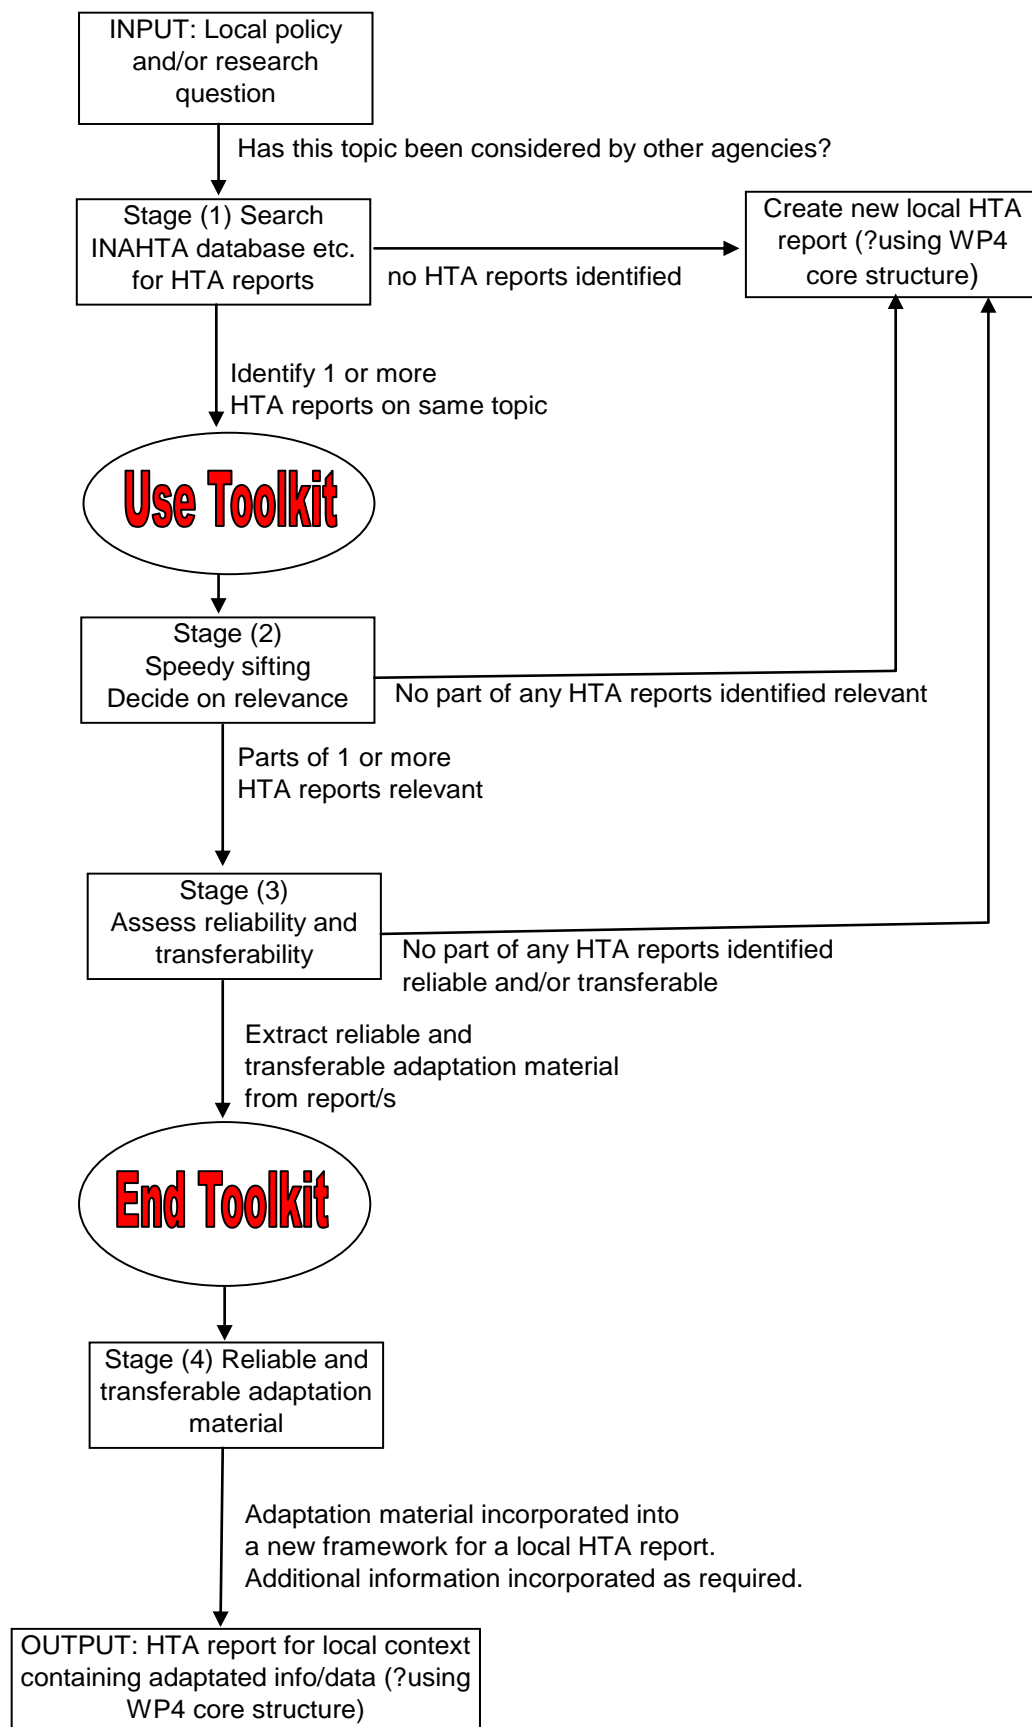 INPUT: Local policy
and/or research
question
Has this topic been considered by other agencies?
Stage (1) Search
INAHTA database etc.
for HTA reports
no HTA reports identified
Create new local HTA
report (?using WP4
core structure)
Identify 1 or more
HTA reports on same topic
Use Toolkit
Stage (2)
Speedy sifting
Decide on relevance
No part of any HTA reports identified relevant
Parts of 1 or more
HTA reports relevant
Stage (3)
Assess reliability and
transferability
No part of any HTA reports identified
reliable and/or transferable
Extract reliable and
transferable adaptation material
from report/s
End Toolkit
Stage (4) Reliable and
transferable adaptation
material
Adaptation material incorporated into
a new framework for a local HTA report.
Additional information incorporated as required.
OUTPUT: HTA report for local context
containing adaptated info/data (?using
WP4 core structure)